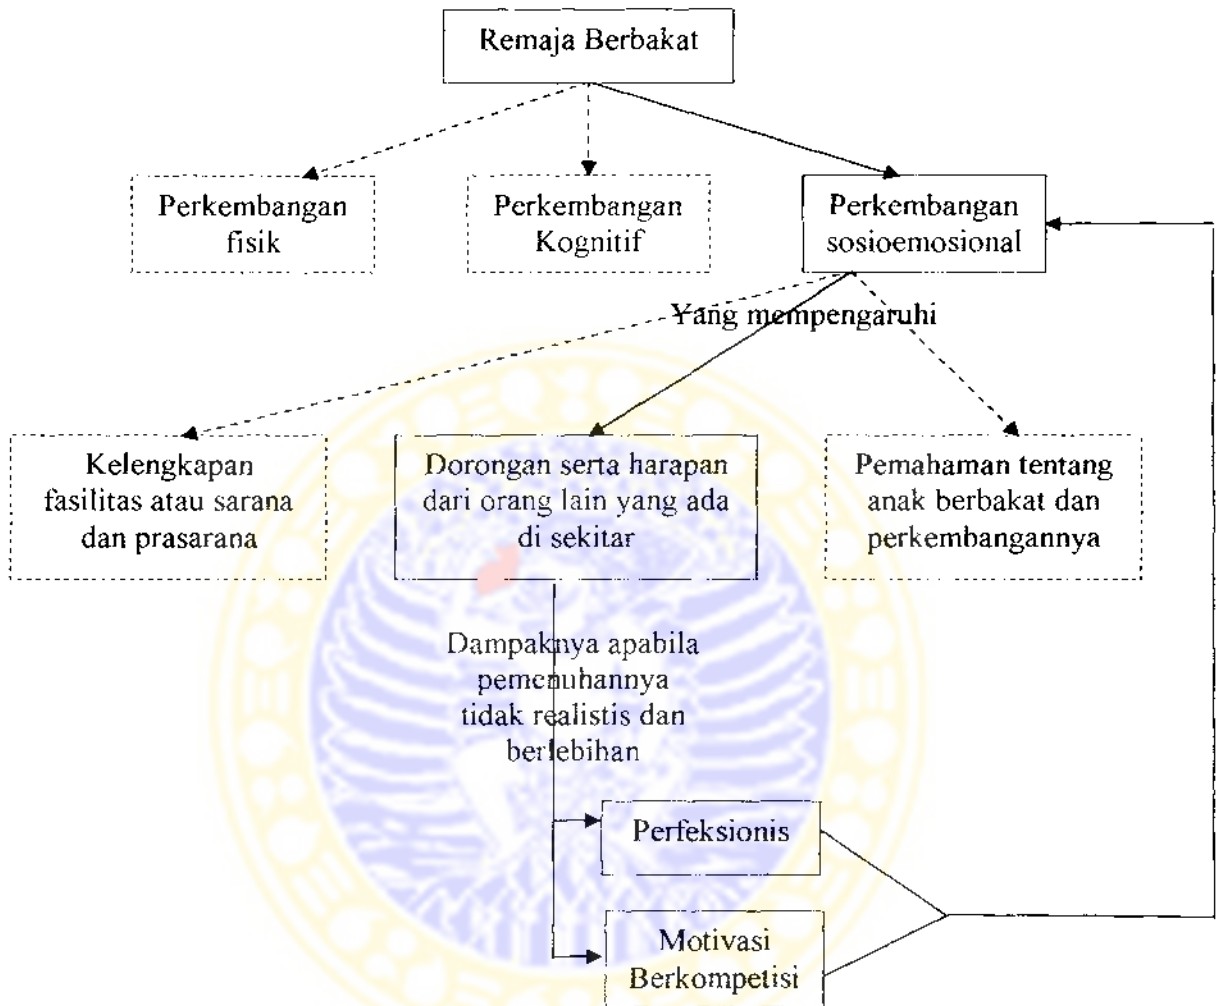 Remaja Berbakat
Perkembangan
fisik
Perkembangan
Kognitif
Perkembangan
sosioemosional
Yang mempengaruhi
Kelengkapan
fasilitas atau sarana
dan prasarana
Dorongan serta harapan
dari orang lain yang ada
di sekitar
Pemahaman tentang
anak berbakat dan
perkembangannya
Dampaknya apabila
pemenuhannya
tidak realistis dan
berlebihan
Perfeksionis
Motivasi
Berkompetisi